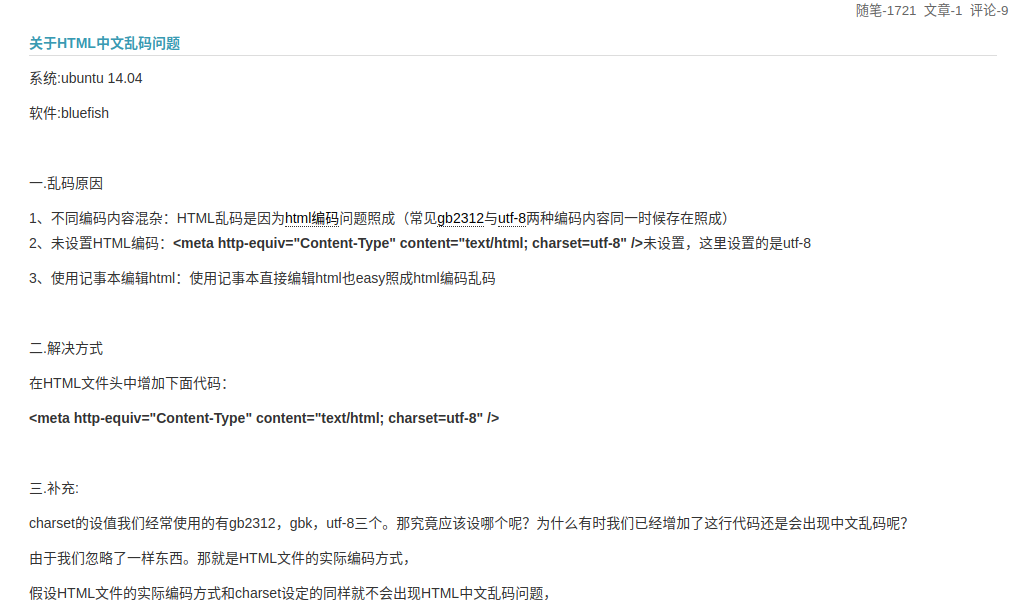 随笔-1721 文章-1 评论-9
关于HTML中文乱码问题
系统:ubuntu 14.04
软件:bluefish
一.乱码原因
1、不同编码内容混杂：HTML乱码是因为html编码问题照成（常见gb2312与utf-8两种编码内容同一时候存在照成）
2、未设置HTML编码：<meta http-equiv="Content-Type" content="text/html; charset=utf-8" />未设置，这里设置的是utf-8
3、使用记事本编辑html：使用记事本直接编辑html也easy照成html编码乱码
二.解决方式
在HTML文件头中增加下面代码：
<meta http-equiv="Content-Type" content="text/html; charset=utf-8" />
三.补充:
charset的设值我们经常使用的有gb2312，gbk，utf-8三个。那究竟应该设哪个呢？为什么有时我们已经增加了这行代码还是会出现中文乱码呢？
由于我们忽略了一样东西。那就是HTML文件的实际编码方式，
假设HTML文件的实际编码方式和charset设定的同样就不会出现HTML中文乱码问题，